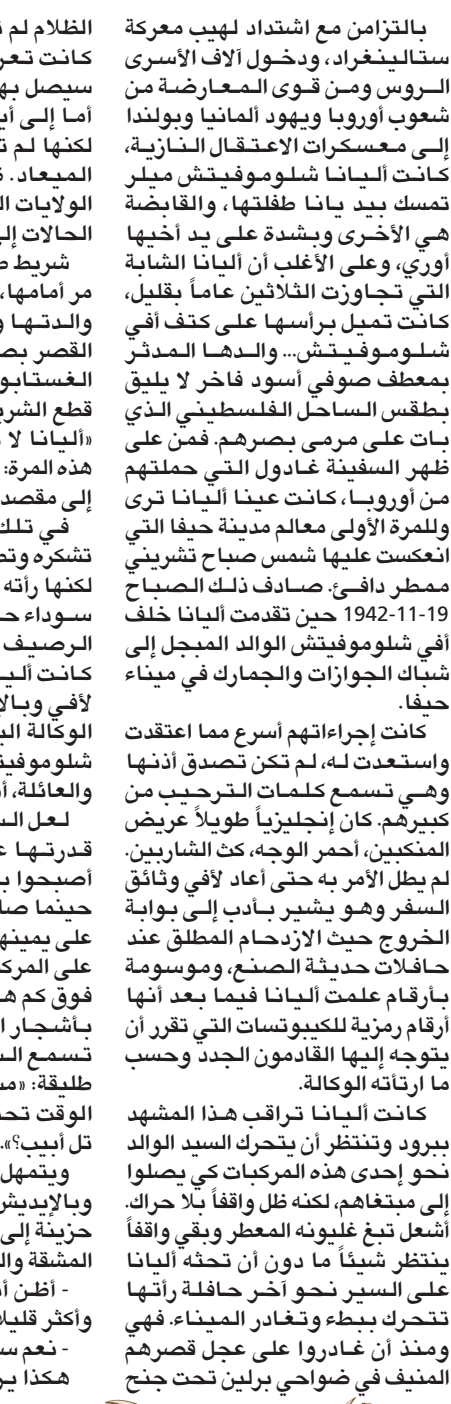 بالتزامن مع اشتداد لهيب معركة
ستالينغراد، ودخول آلاف الأسرى
الروس ومن قوى المعارضة من
شعوب أوروبا ويهود ألمانيا وبولندا
إلى معسكرات الاعتقال النازية،
كانت أليانا شلوموفيتش ميلر
تمسك بيد يانا طفلتها، والقابضة
هي الأخرى وبشدة على يد أخيها
أوري، وعلى الأغلب أن أليانا الشابة
التي تجاوزت الثلاثين عاماً بقليل،
كانت تميل برأسها على كتف أفي
شلوموفيتش... والدها المدثر
بمعطف صوفي أسود فاخر لا يليق
بطقس الساحل الفلسطيني الذي
بات على مرمى بصرهم. فمن على
ظهر السفينة غادول التي حملتهم
من أوروبا، كانت عينا أليانا ترى
وللمرة الأولى معالم مدينة حيفا التي
انعكست عليها شمس صباح تشريني
ممطر دافئ. صادف ذلك الصباح
19-11-1942 حين تقدمت أليانا خلف
أفي شلوموفيتش الوالد المبجل إلى
شباك الجوازات والجمارك في ميناء
حيفا.
كانت إجراءاتهم أسرع مما اعتقدت
واستعدت له، لم تكن تصدق أذنها
وهي تسمع كلمات الترحيب من
كبيرهم. كان إنجليزياً طويلاً عريض
المنكبين، أحمر الوجه، كث الشاربين.
لم يطل الأمر به حتى أعاد لأفي وثائق
السفر وهو يشير بأدب إلى بوابة
الخروج حيث الازدحام المطلق عند
حافلات حديثة الصنع، وموسومة
بأرقام علمت أليانا فيما بعد أنها
أرقام رمزية للكيبوتسات التي تقرر أن
يتوجه إليها القادمون الجدد وحسب
ما ارتأته الوكالة.
كانت أليانا تراقب هذا المشهد
ببرود وتنتظر أن يتحرك السيد الوالد
نحو إحدى هذه المركبات كي يصلوا
إلى مبتغاهم، لكنه ظل واقفاً بلا حراك.
أشعل تبغ غليونه المعطر وبقي واقفاً
ينتظر شيئاً ما دون أن تحثه أليانا
على السير نحو آخر حافلة رأتها
تتحرك ببطء وتغادر الميناء. فهي
ومنذ أن غادروا على عجل قصرهم
المنيف في ضواحي برلين تحت جنح
الظلام لم
كانت تعر
سيصل به
أما إلى أي
لكنها لم ت
الميعاد.
الولايات ال
الحالات إل
شريط ط
مر أمامها،
والدتها و
القصر بص
الغستابو
قطع الشر
«أليانا لا
هذه المرة:
إلى مقصد
في تلك
تشكره وتص
لكنها رأته
سوداء ح
الرصيف
كانت ألي
لأفي وبالإ
الوكالة ال
شلوموفي
والعائلة، أ
لعل ال
قدرتها ع
أصبحوا ب
حينما صا
على يمين
على المرك
فوق كم ه
بأشجار ا
تسمع ال
طليقة: «م
الوقت تح
تل أبيب؟».
ويتمهل
وبالإيديش
حزينة إلى
المشقة وال
- أظن أ
وأكثر قليلا
- نعم س
هكذا ير